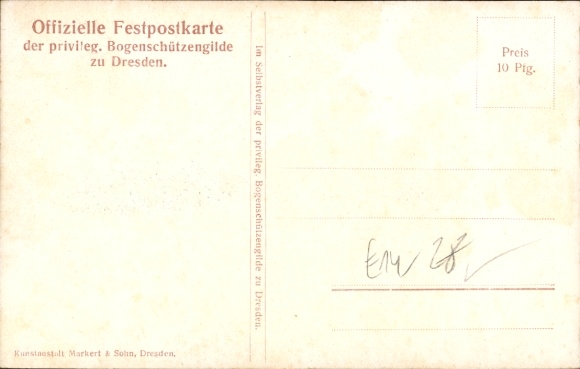 Offizielle Festpostkarte
der privileg. Bogenschützengilde
zu Dresden.
Im Selbstverlag der privileg. Bogenschützengilde zu Dresden.
Preis
10 Pfg.
28,
Kunstanstalt Markert & Sohn, Dresden.